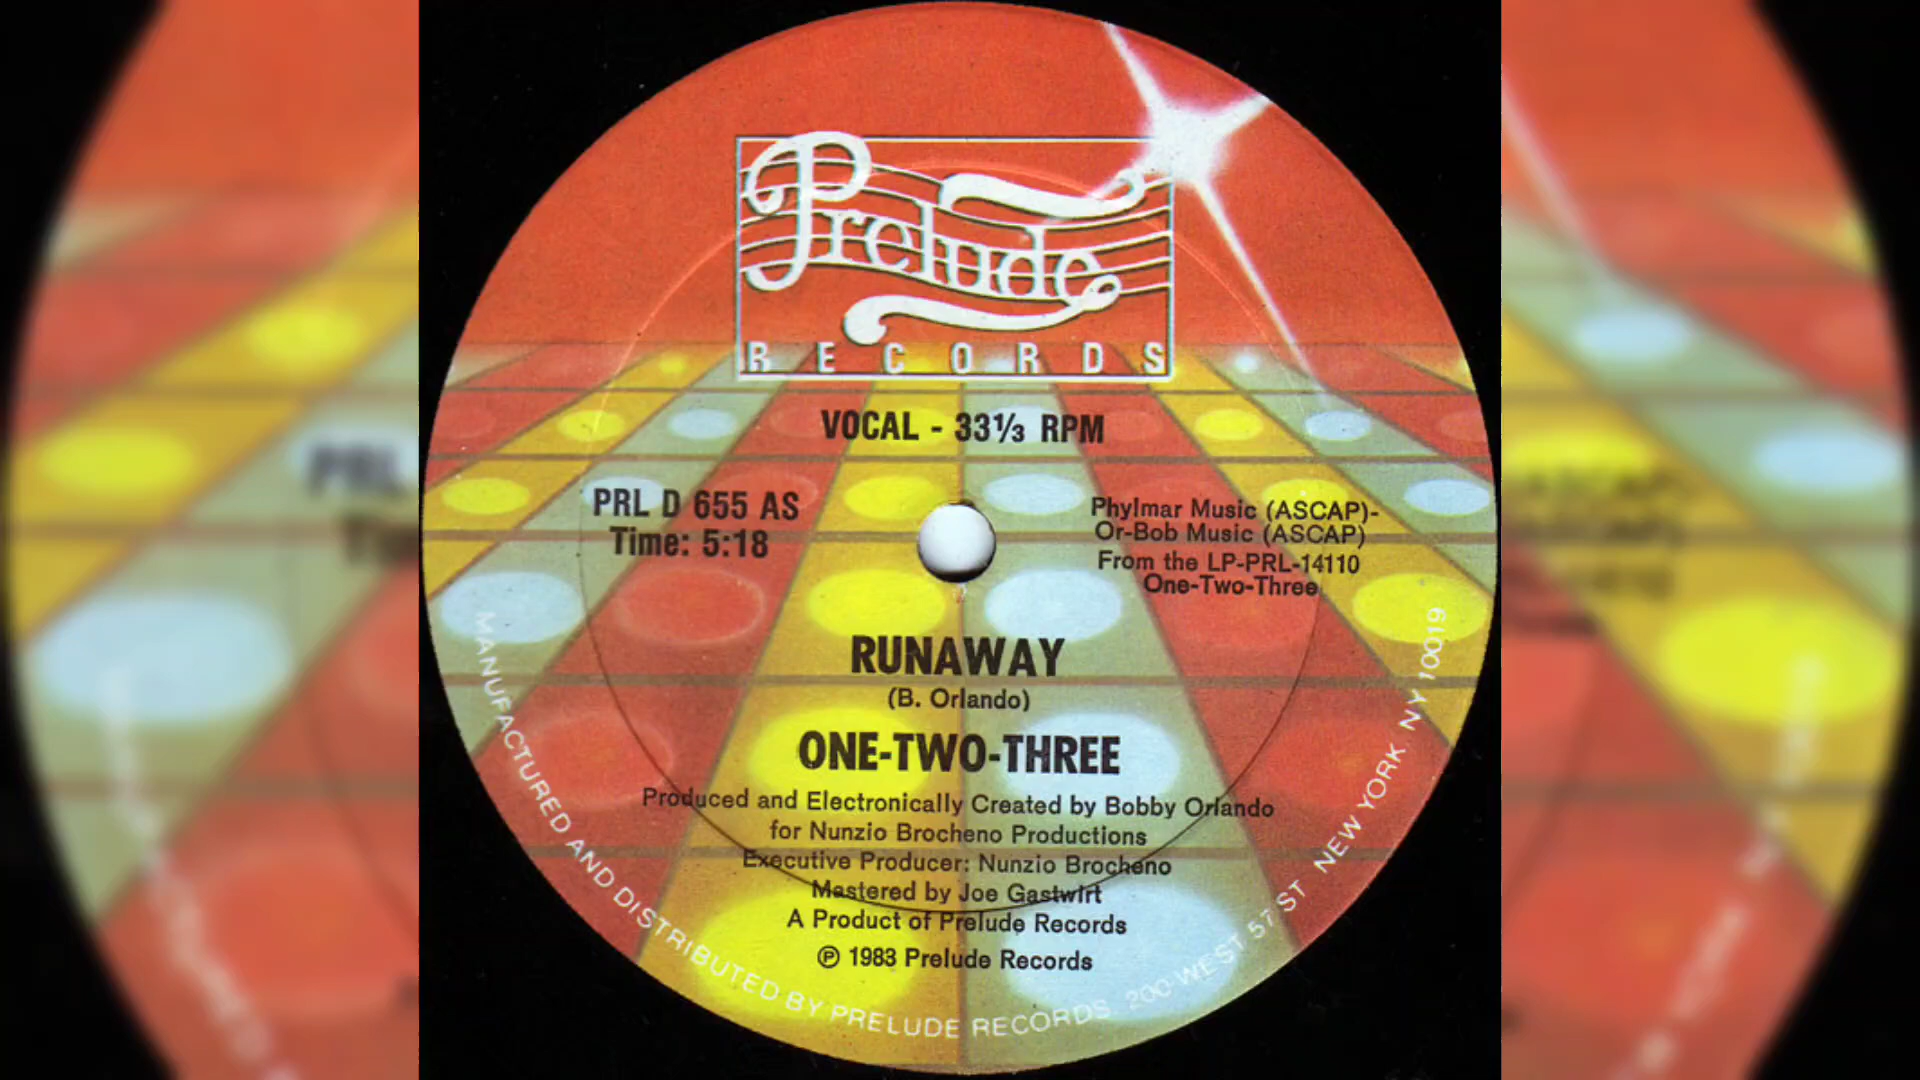 Prelude
RECORDS
VOCAL - 33⅓ RPM
PRL D 655 AS
Time: 5:18
Phylmar Music (ASCAP)-
Or-Bob Music (ASCAP)
From the LP-PRL-14110
One-Two-Three
RUNAWAY
(B. Orlando)
ONE-TWO-THREE
Produced and Electronically Created by Bobby Orlando
for Nunzio Brocheno Productions
Executive Producer: Nunzio Brocheno
Mastered by Joe Gastwirt
A Product of Prelude Records
℗ 1983 Prelude Records
MANUFACTURED AND DISTRIBUTED BY PRELUDE RECORDS 200 WEST 57 ST NEW YORK NY 10019